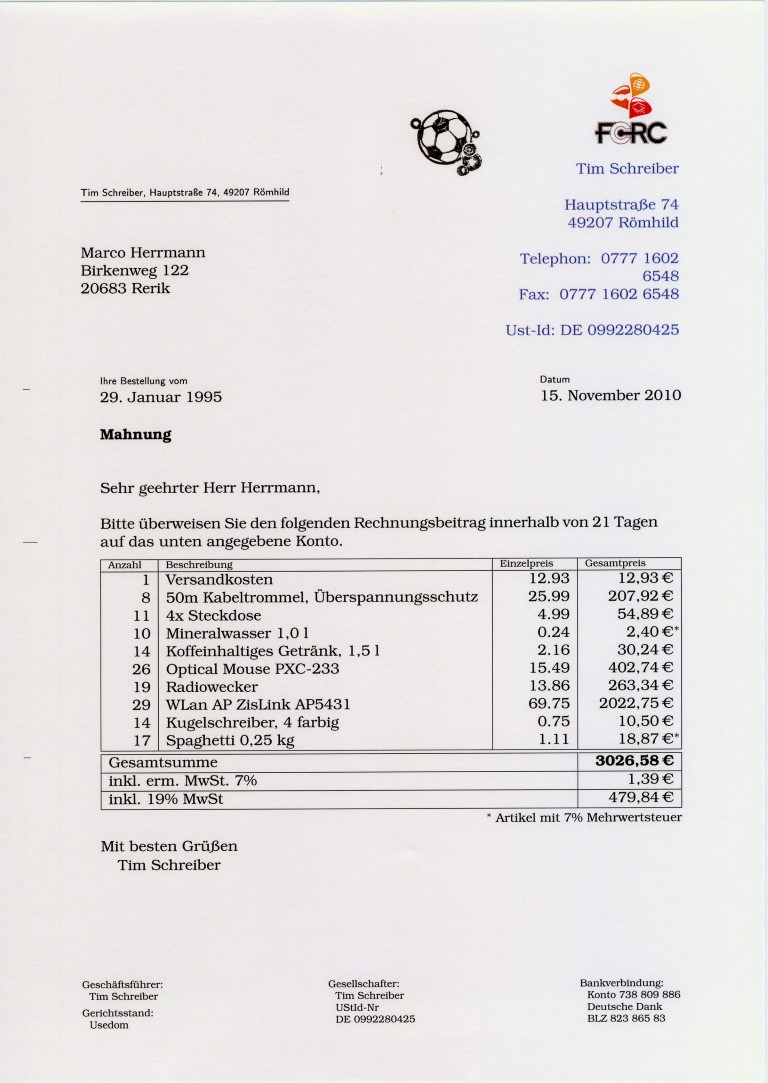 FCRC
Tim Schreiber
Tim Schreiber, Hauptstraße 74, 49207 Römhild
Hauptstraße 74
49207 Römhild
Marco Herrmann
Birkenweg 122
20683 Rerik
Telephon: 0777 1602
6548
Fax: 0777 1602 6548
Ust-Id: DE 0992280425
Ihre Bestellung vom
29. Januar 1995
Datum
15. November 2010
Mahnung
Sehr geehrter Herr Herrmann,
Bitte überweisen Sie den folgenden Rechnungsbeitrag innerhalb von 21 Tagen
auf das unten angegebene Konto.
Anzahl Beschreibung Einzelpreis Gesamtpreis
1 Versandkosten 12.93 12,93 €
8 50m Kabeltrommel, Überspannungsschutz 25.99 207,92 €
11 4x Steckdose 4.99 54,89 €
10 Mineralwasser 1,0 l 0.24 2,40 €*
14 Koffeinhaltiges Getränk, 1,5 l 2.16 30,24 €
26 Optical Mouse PXC-233 15.49 402,74 €
19 Radiowecker 13.86 263,34 €
29 WLan AP ZisLink AP5431 69.75 2022,75 €
14 Kugelschreiber, 4 farbig 0.75 10,50 €
17 Spaghetti 0,25 kg 1.11 18,87 €*
Gesamtsumme 3026,58 €
inkl. erm. MwSt. 7% 1,39 €
inkl. 19% MwSt 479,84 €
* Artikel mit 7% Mehrwertsteuer
Mit besten Grüßen
Tim Schreiber
Geschäftsführer:
Tim Schreiber
Gerichtsstand:
Usedom
Gesellschafter:
Tim Schreiber
UStId-Nr
DE 0992280425
Bankverbindung:
Konto 738 809 886
Deutsche Dank
BLZ 823 865 83